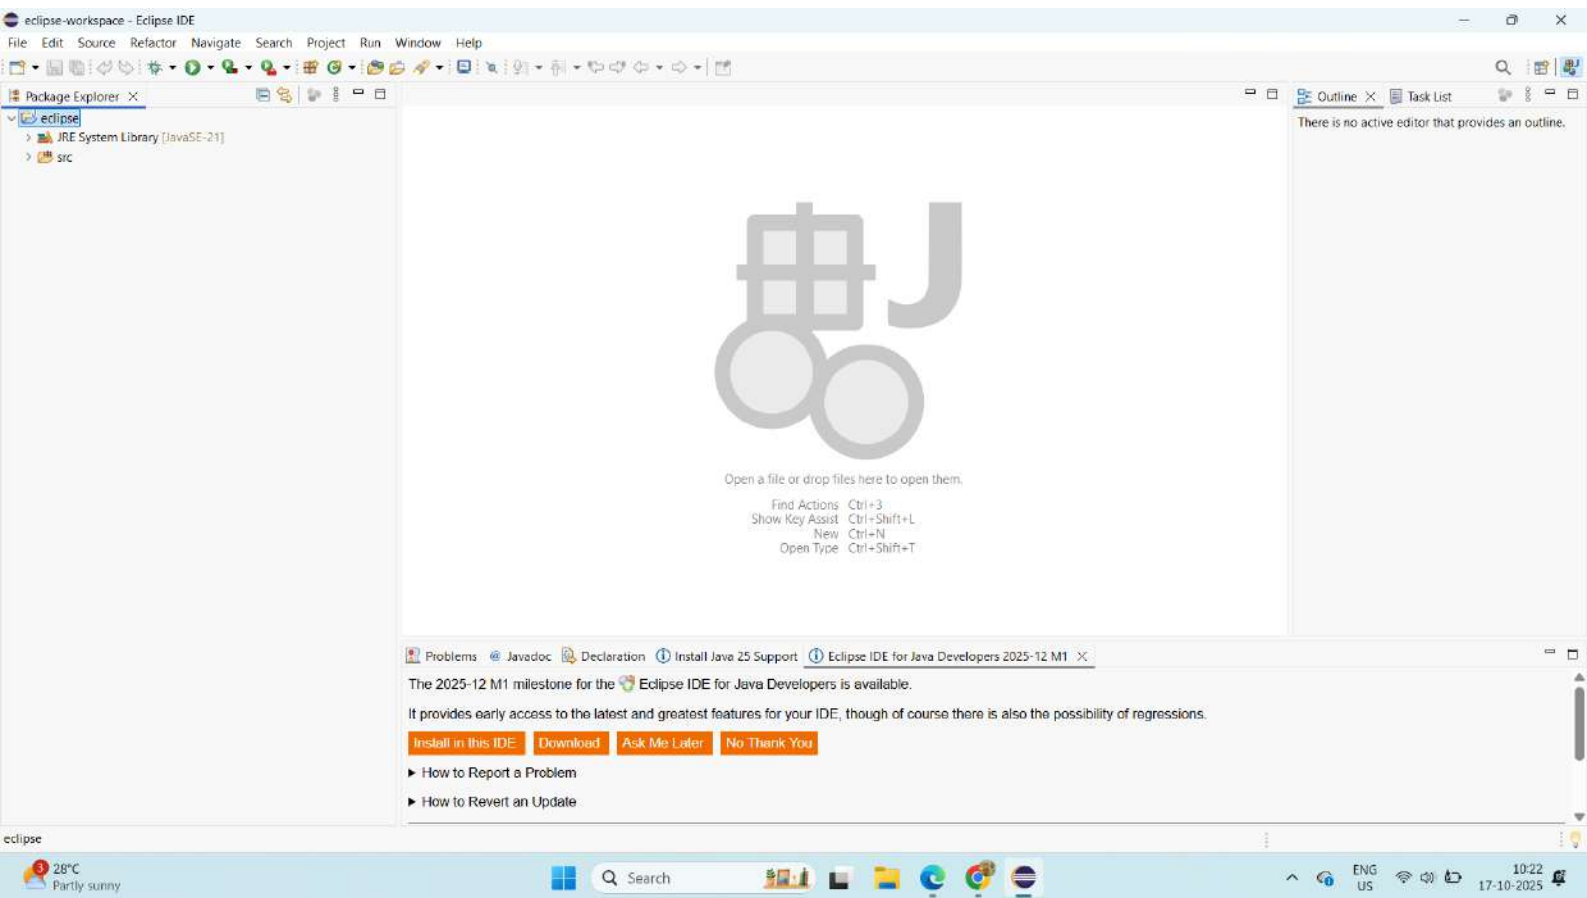 eclipse-workspace - Eclipse IDE
File Edit Source Refactor Navigate Search Project Run Window Help
Package Explorer
Outline Task List
eclipse
JRE System Library [JavaSE-21]
src
There is no active editor that provides an outline.
Open a file or drop files here to open them.
Find Actions Ctrl+3
Show Key Assist Ctrl+Shift+L
New Ctrl+N
Open Type Ctrl+Shift+T
Problems @ Javadoc Declaration Install Java 25 Support Eclipse IDE for Java Developers 2025-12 M1
The 2025-12 M1 milestone for the Eclipse IDE for Java Developers is available.
It provides early access to the latest and greatest features for your IDE, though of course there is also the possibility of regressions.
Install in this IDE Download Ask Me Later No Thank You
How to Report a Problem
How to Revert an Update
eclipse
3 28°C
Partly sunny
Search
ENG
US
10:22
17-10-2025